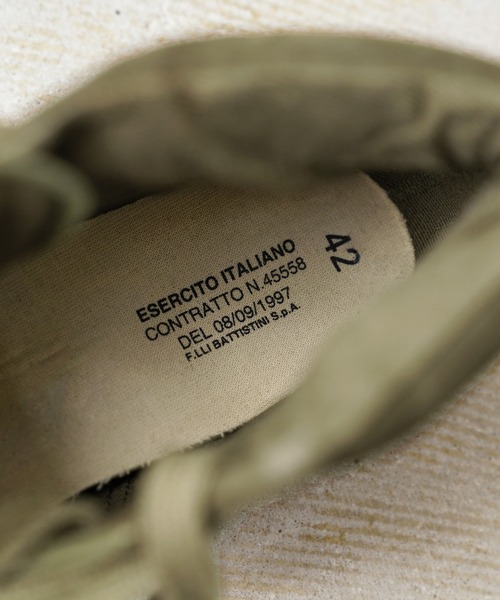 ESERCITO ITALIANO
CONTRATTO N.45558
DEL 08/09/1997
F.LLI BATTISTINI S.p.A.
42